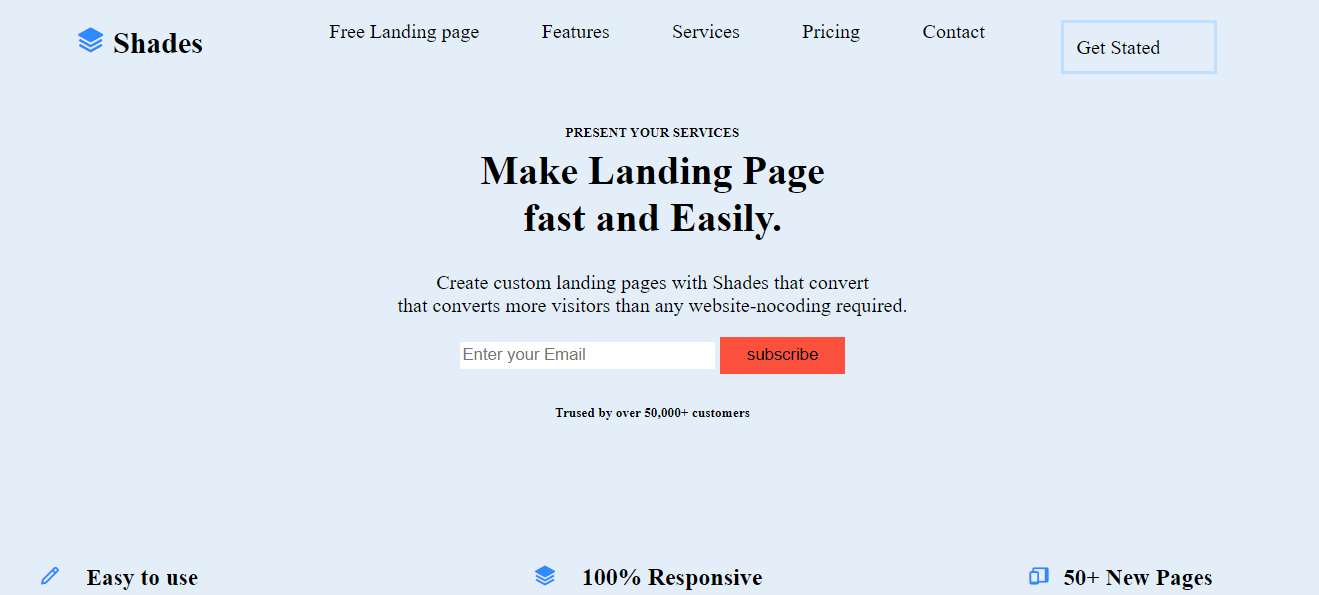 Shades
Free Landing page
Features
Services
Pricing
Contact
Get Stated
PRESENT YOUR SERVICES
Make Landing Page
fast and Easily.
Create custom landing pages with Shades that convert
that converts more visitors than any website-nocoding required.
Enter your Email
subscribe
Trused by over 50,000+ customers
Easy to use
100% Responsive
50+ New Pages